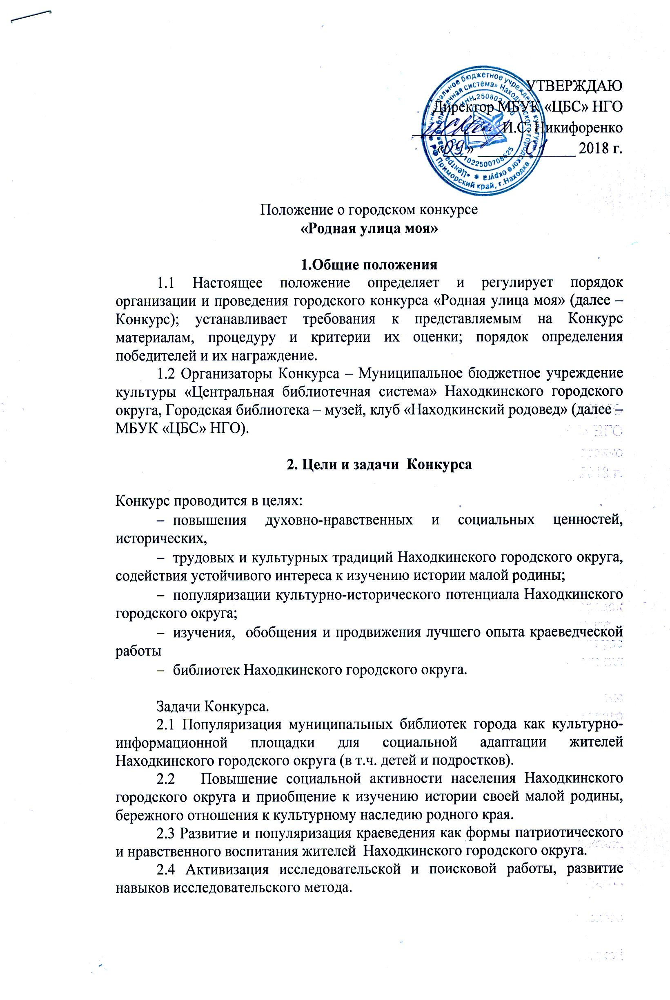 УТВЕРЖДАЮ
Директор МБУК «ЦБС» НГО
И.С. Никифоренко
«09» 01 2018 г.
Муниципальное бюджетное учреждение культуры
«Централизованная библиотечная система» Находкинского городского округа
РФ Приморский край, г.Находка
ОГРН 1022500708625
Положение о городском конкурсе
«Родная улица моя»
1.Общие положения
1.1 Настоящее положение определяет и регулирует порядок
организации и проведения городского конкурса «Родная улица моя» (далее –
Конкурс); устанавливает требования к представляемым на Конкурс
материалам, процедуру и критерии их оценки; порядок определения
победителей и их награждение.
1.2 Организаторы Конкурса – Муниципальное бюджетное учреждение
культуры «Центральная библиотечная система» Находкинского городского
округа, Городская библиотека – музей, клуб «Находкинский родовед» (далее –
МБУК «ЦБС» НГО).
2. Цели и задачи  Конкурса
Конкурс проводится в целях:
– повышения духовно-нравственных и социальных ценностей,
исторических,
– трудовых и культурных традиций Находкинского городского округа,
содействия устойчивого интереса к изучению истории малой родины;
– популяризации культурно-исторического потенциала Находкинского
городского округа;
– изучения,  обобщения и продвижения лучшего опыта краеведческой
работы
– библиотек Находкинского городского округа.
Задачи Конкурса.
2.1 Популяризация муниципальных библиотек города как культурно-
информационной площадки для социальной адаптации жителей
Находкинского городского округа (в т.ч. детей и подростков).
2.2 Повышение социальной активности населения Находкинского
городского округа и приобщение к изучению истории своей малой родины,
бережного отношения к культурному наследию родного края.
2.3 Развитие и популяризация краеведения как формы патриотического
и нравственного воспитания жителей  Находкинского городского округа.
2.4 Активизация исследовательской и поисковой работы, развитие
навыков исследовательского метода.